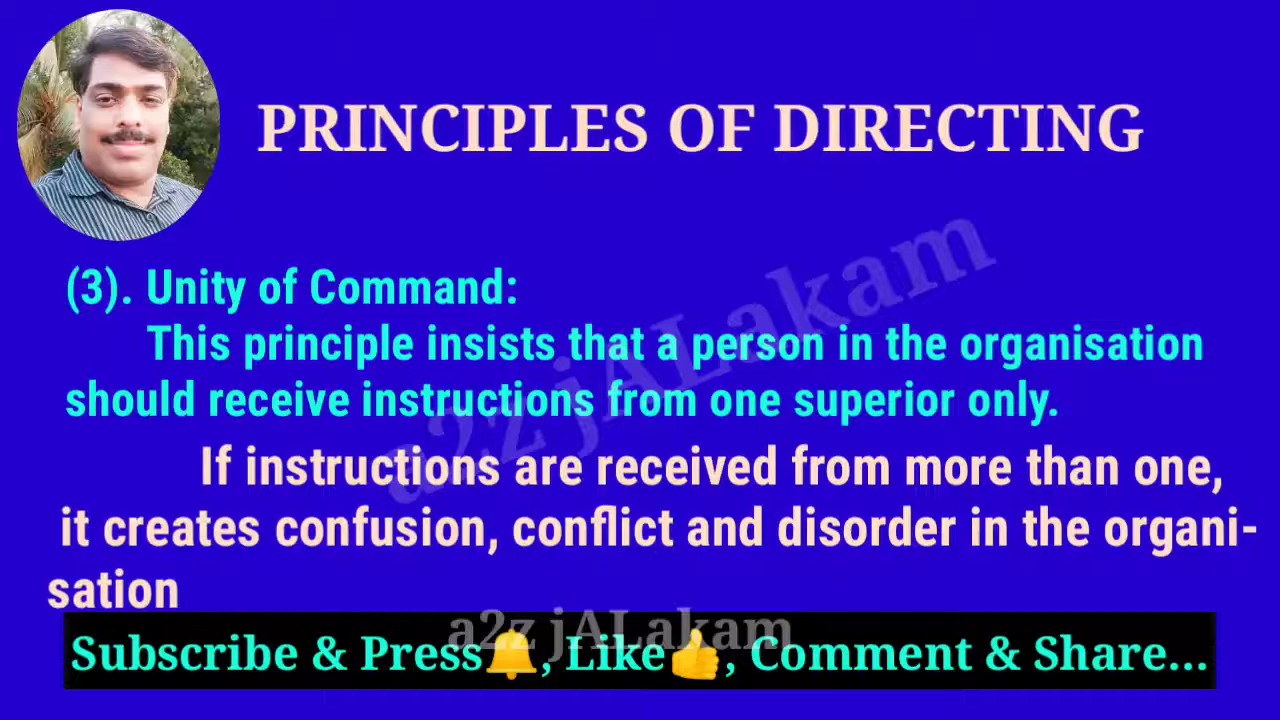 PRINCIPLES OF DIRECTING
(3). Unity of Command:
This principle insists that a person in the organisation
should receive instructions from one superior only.
a2z jALakam
If instructions are received from more than one,
it creates confusion, conflict and disorder in the organi-
sation
a2z jALakam
Subscribe & Press🔔, Like👍, Comment & Share...